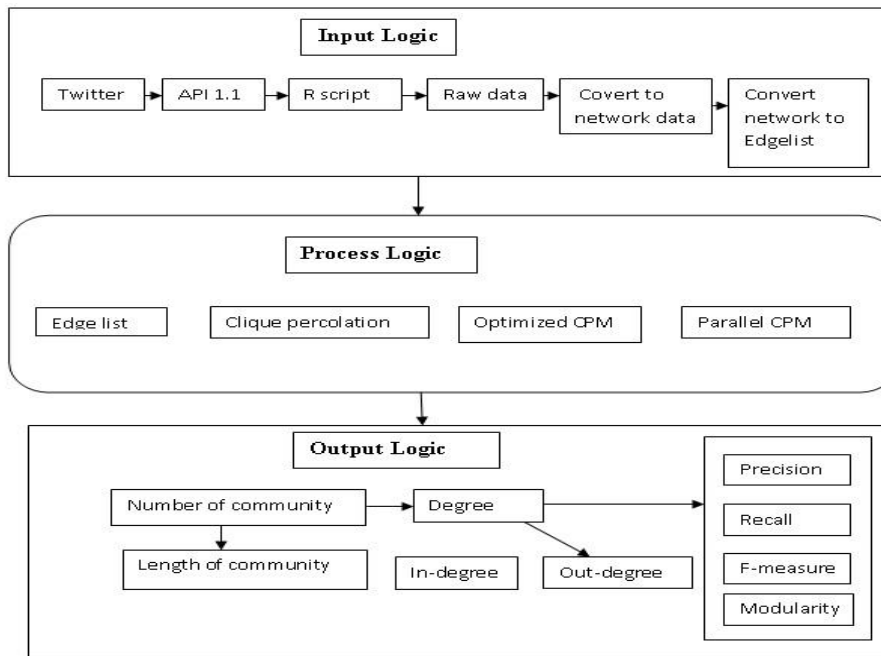 Input Logic
Twitter
API 1.1
R script
Raw data
Covert to
network data
Convert
network to
Edgelist
Process Logic
Edge list
Clique percolation
Optimized CPM
Parallel CPM
Output Logic
Number of community
Degree
Length of community
In-degree
Out-degree
Precision
Recall
F-measure
Modularity